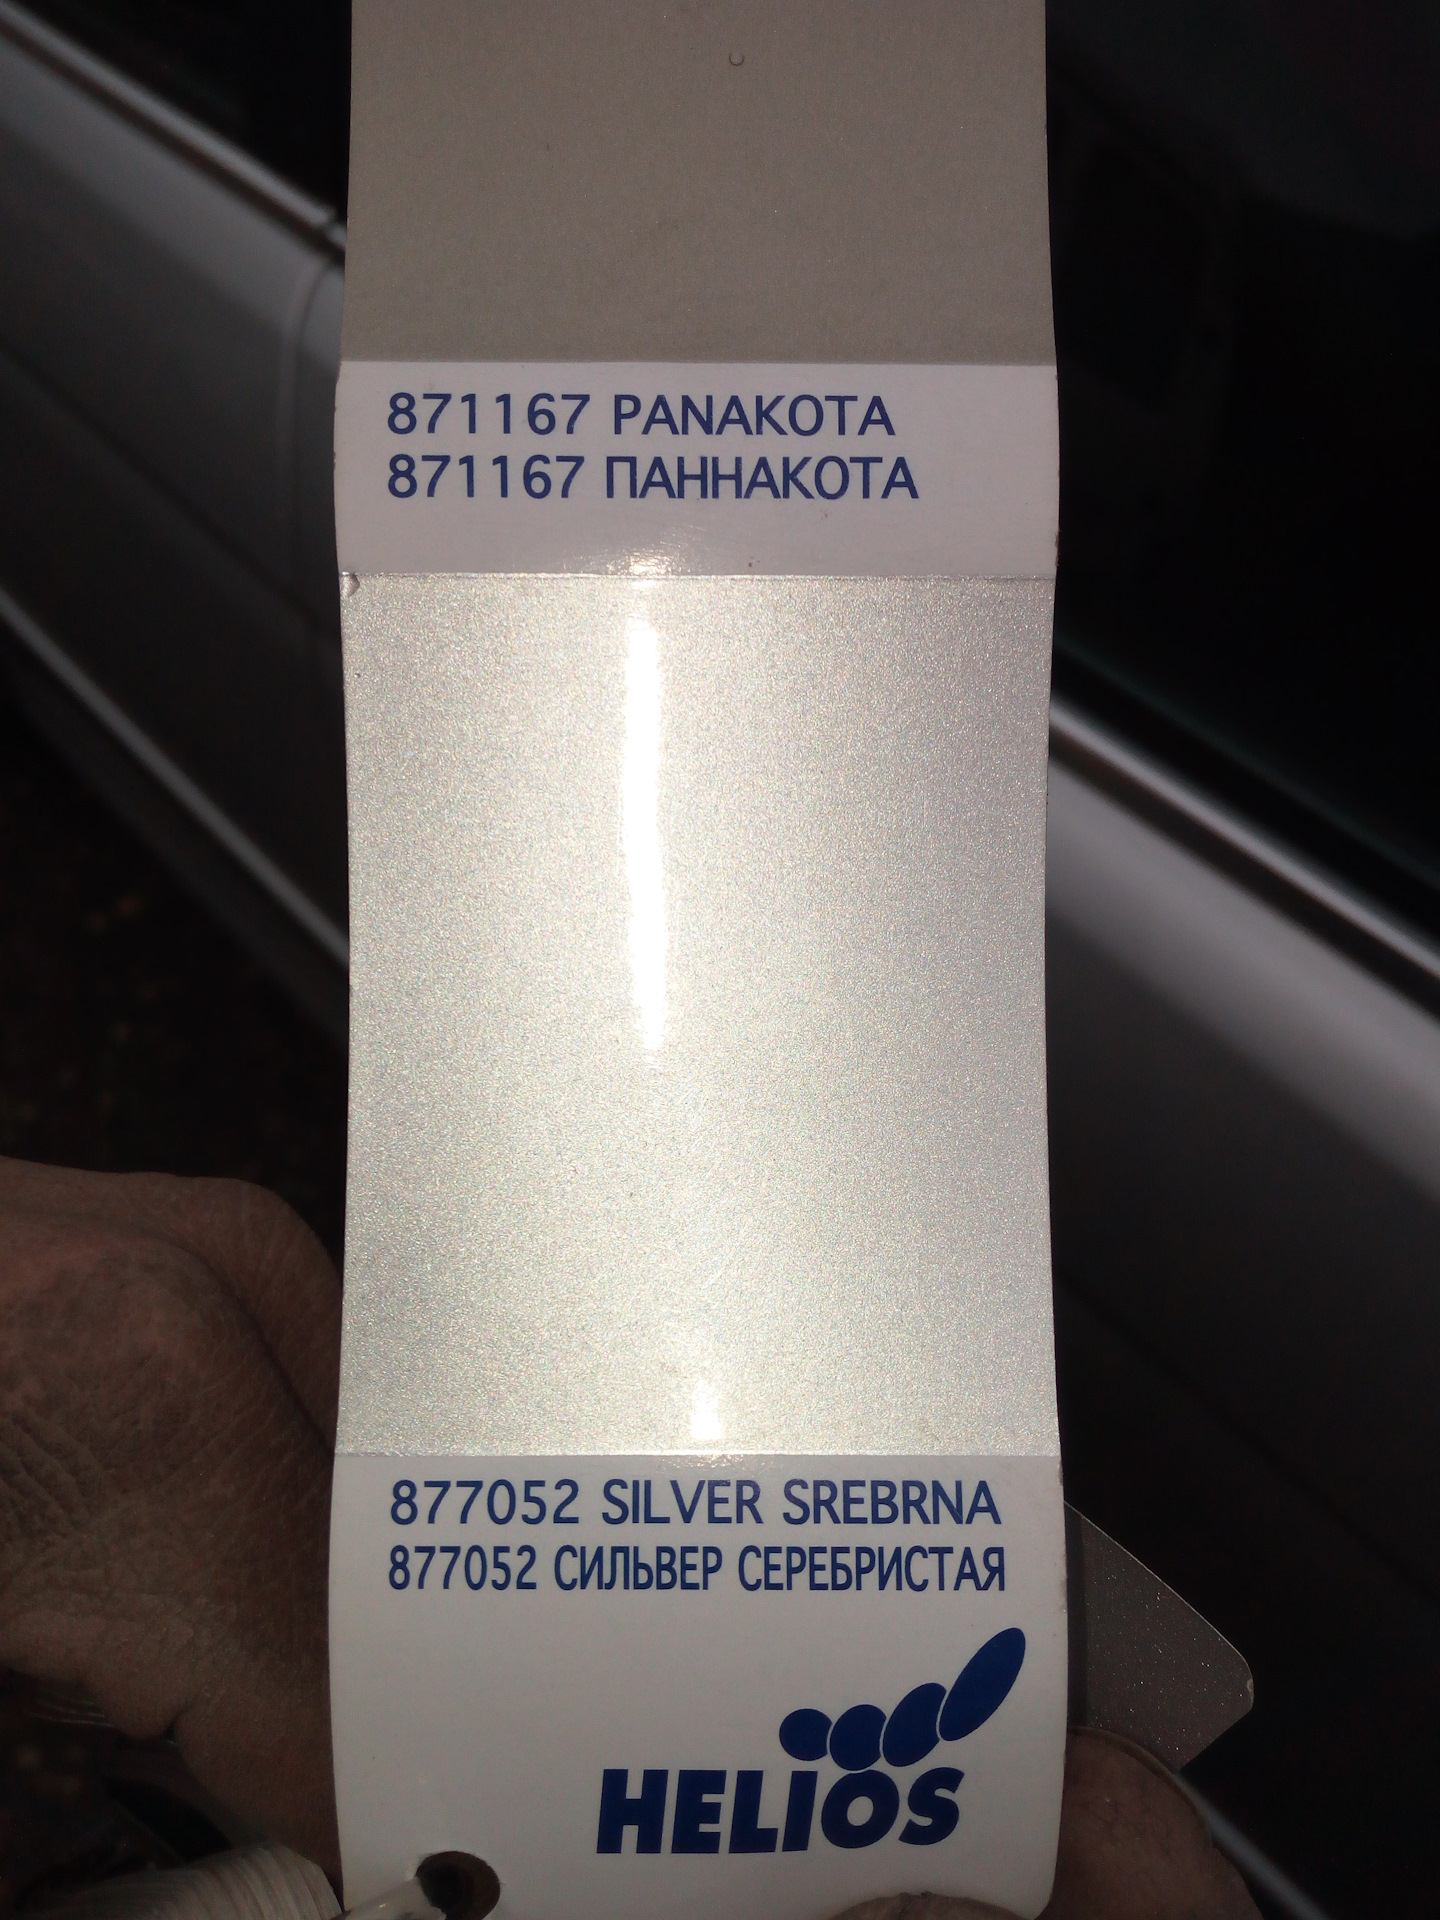 871167 PANAKOTA
871167 ПАННАКОТА
877052 SILVER SREBRNA
877052 СИЛЬВЕР СЕРЕБРИСТАЯ
HELIOS